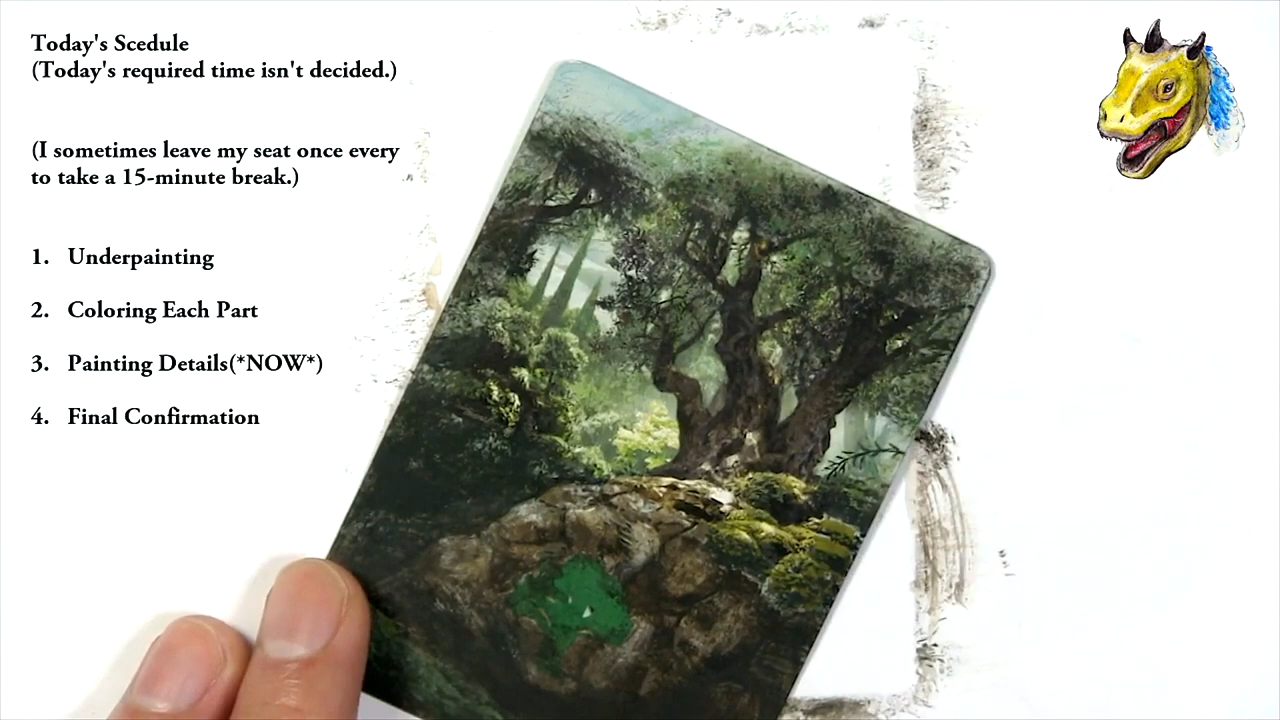 Today's Scedule
(Today's required time isn't decided.)
(I sometimes leave my seat once every
to take a 15-minute break.)
1. Underpainting
2. Coloring Each Part
3. Painting Details(*NOW*)
4. Final Confirmation